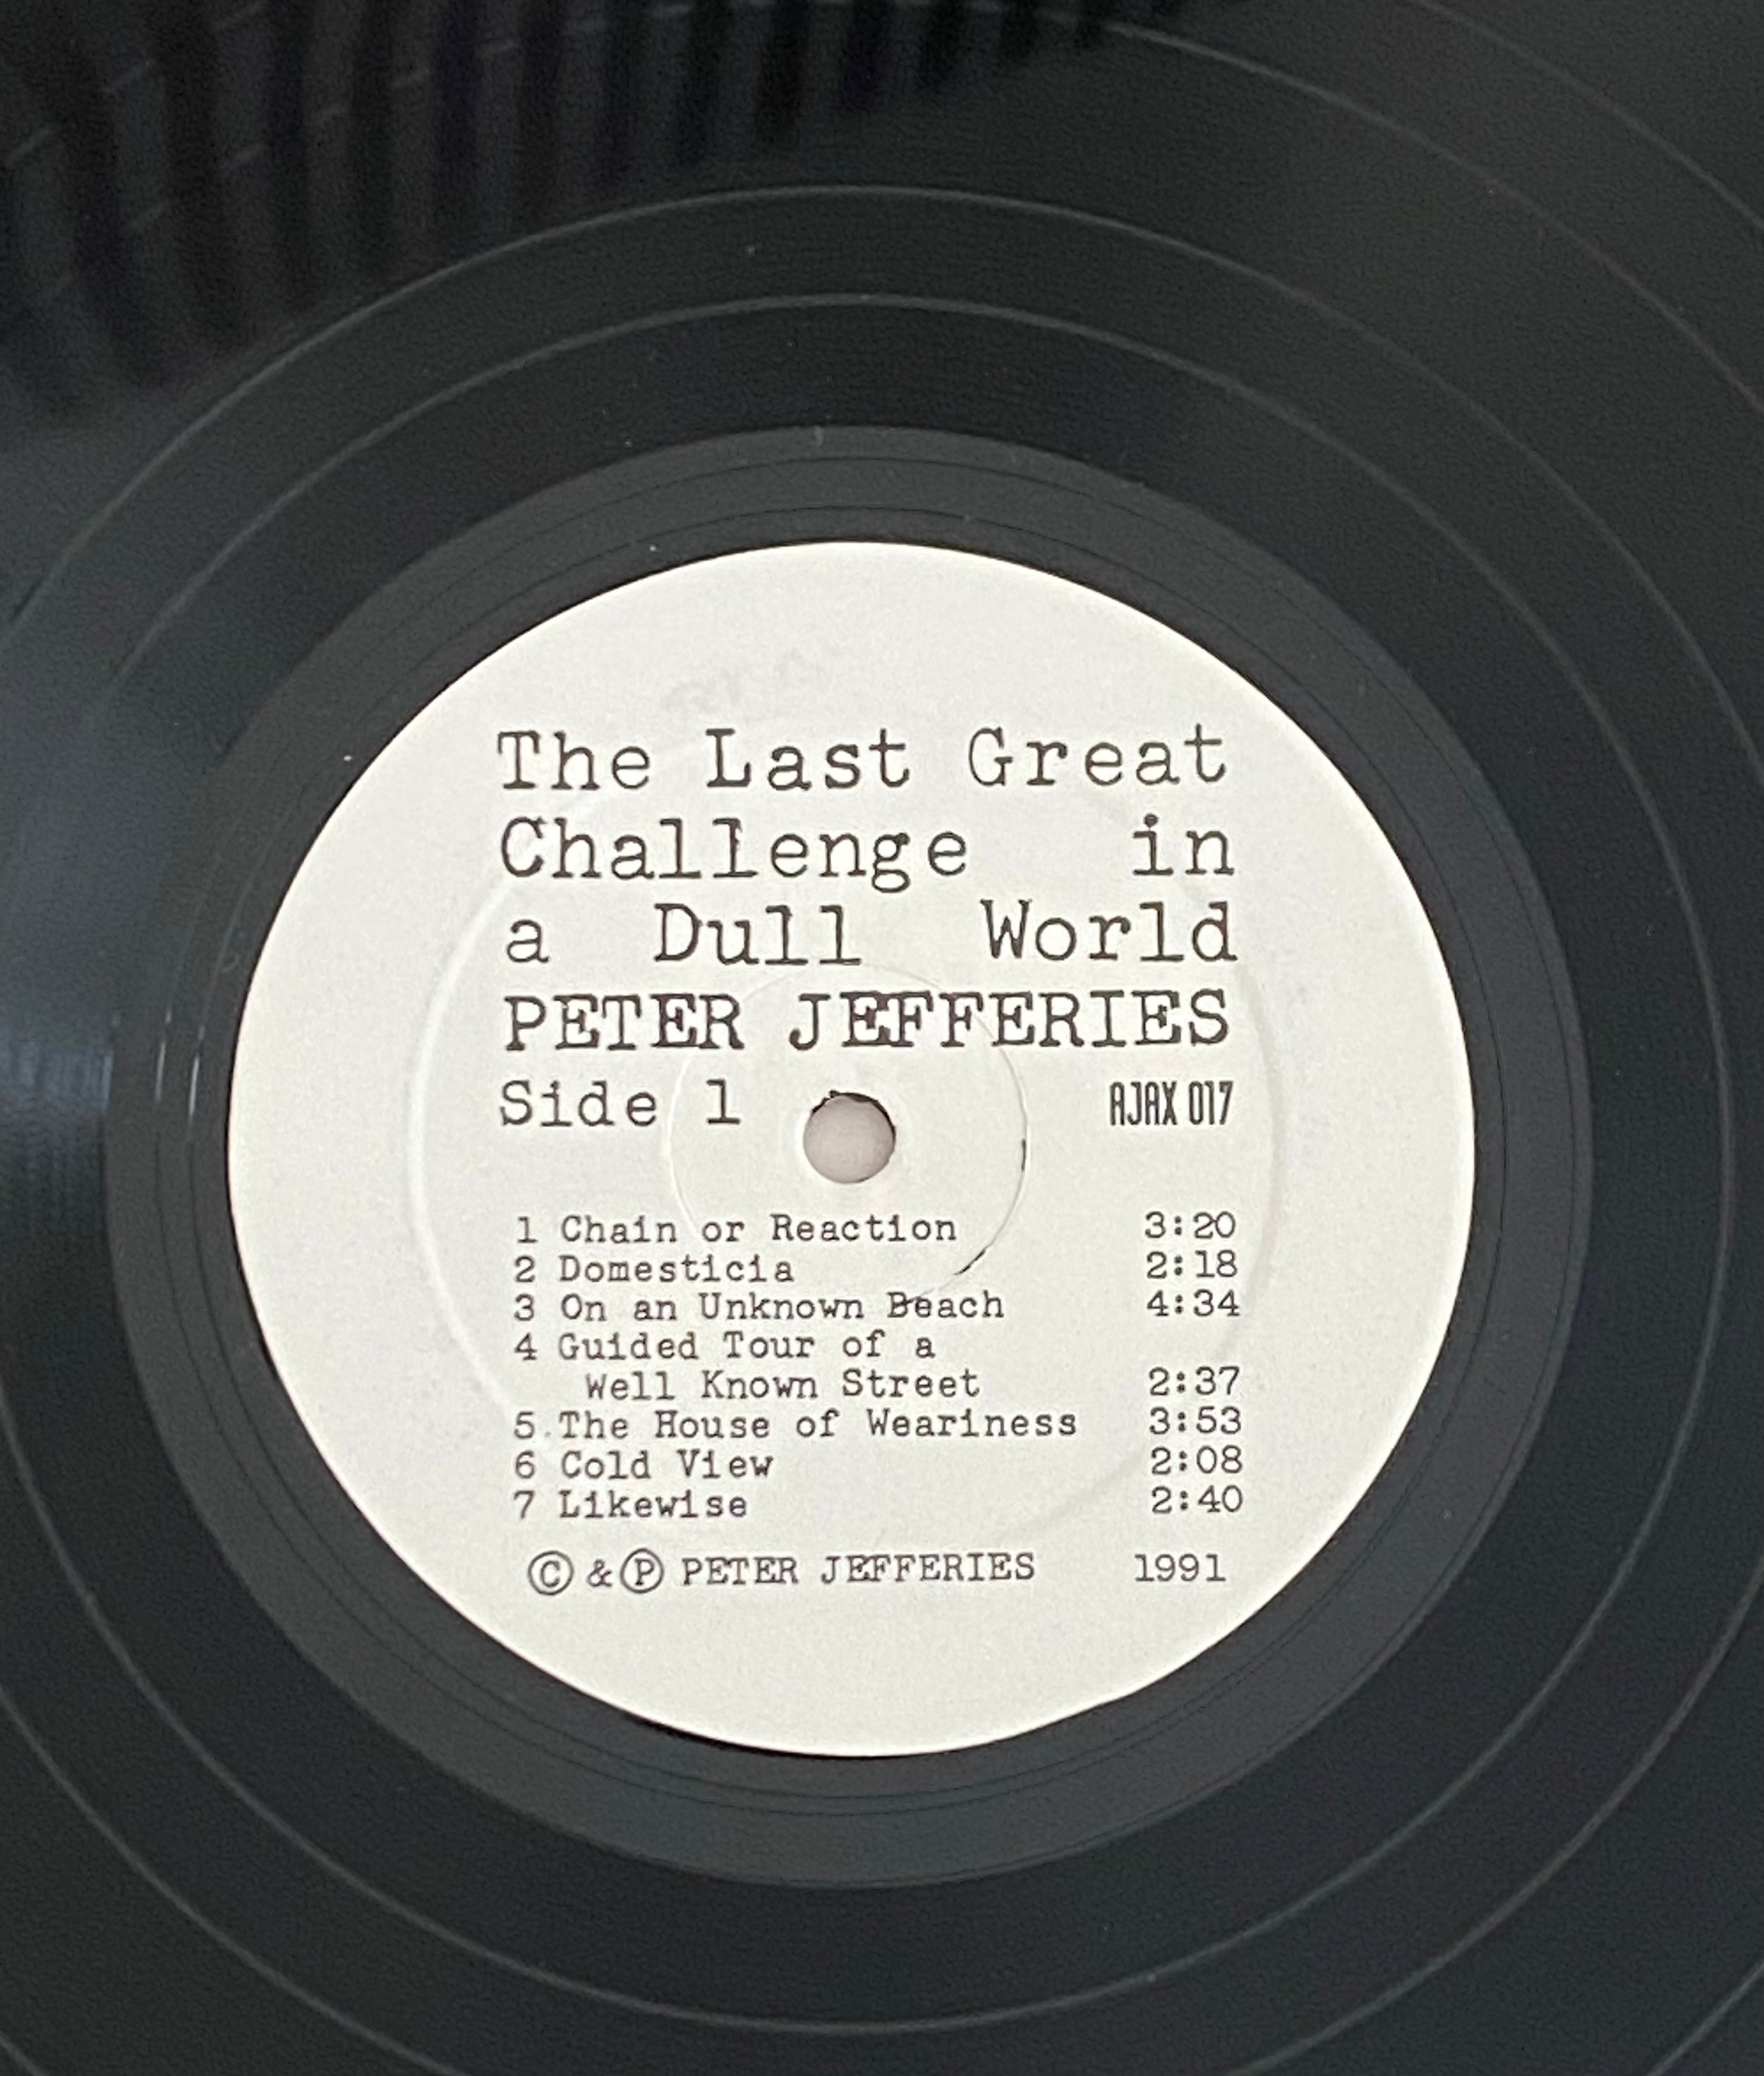 The Last Great
Challenge in
a Dull World
PETER JEFFERIES
Side 1 AJAX 017
1 Chain or Reaction 3:20
2 Domesticia 2:18
3 On an Unknown Beach 4:34
4 Guided Tour of a
Well Known Street 2:37
5 The House of Weariness 3:53
6 Cold View 2:08
7 Likewise 2:40
© & ℗ PETER JEFFERIES 1991